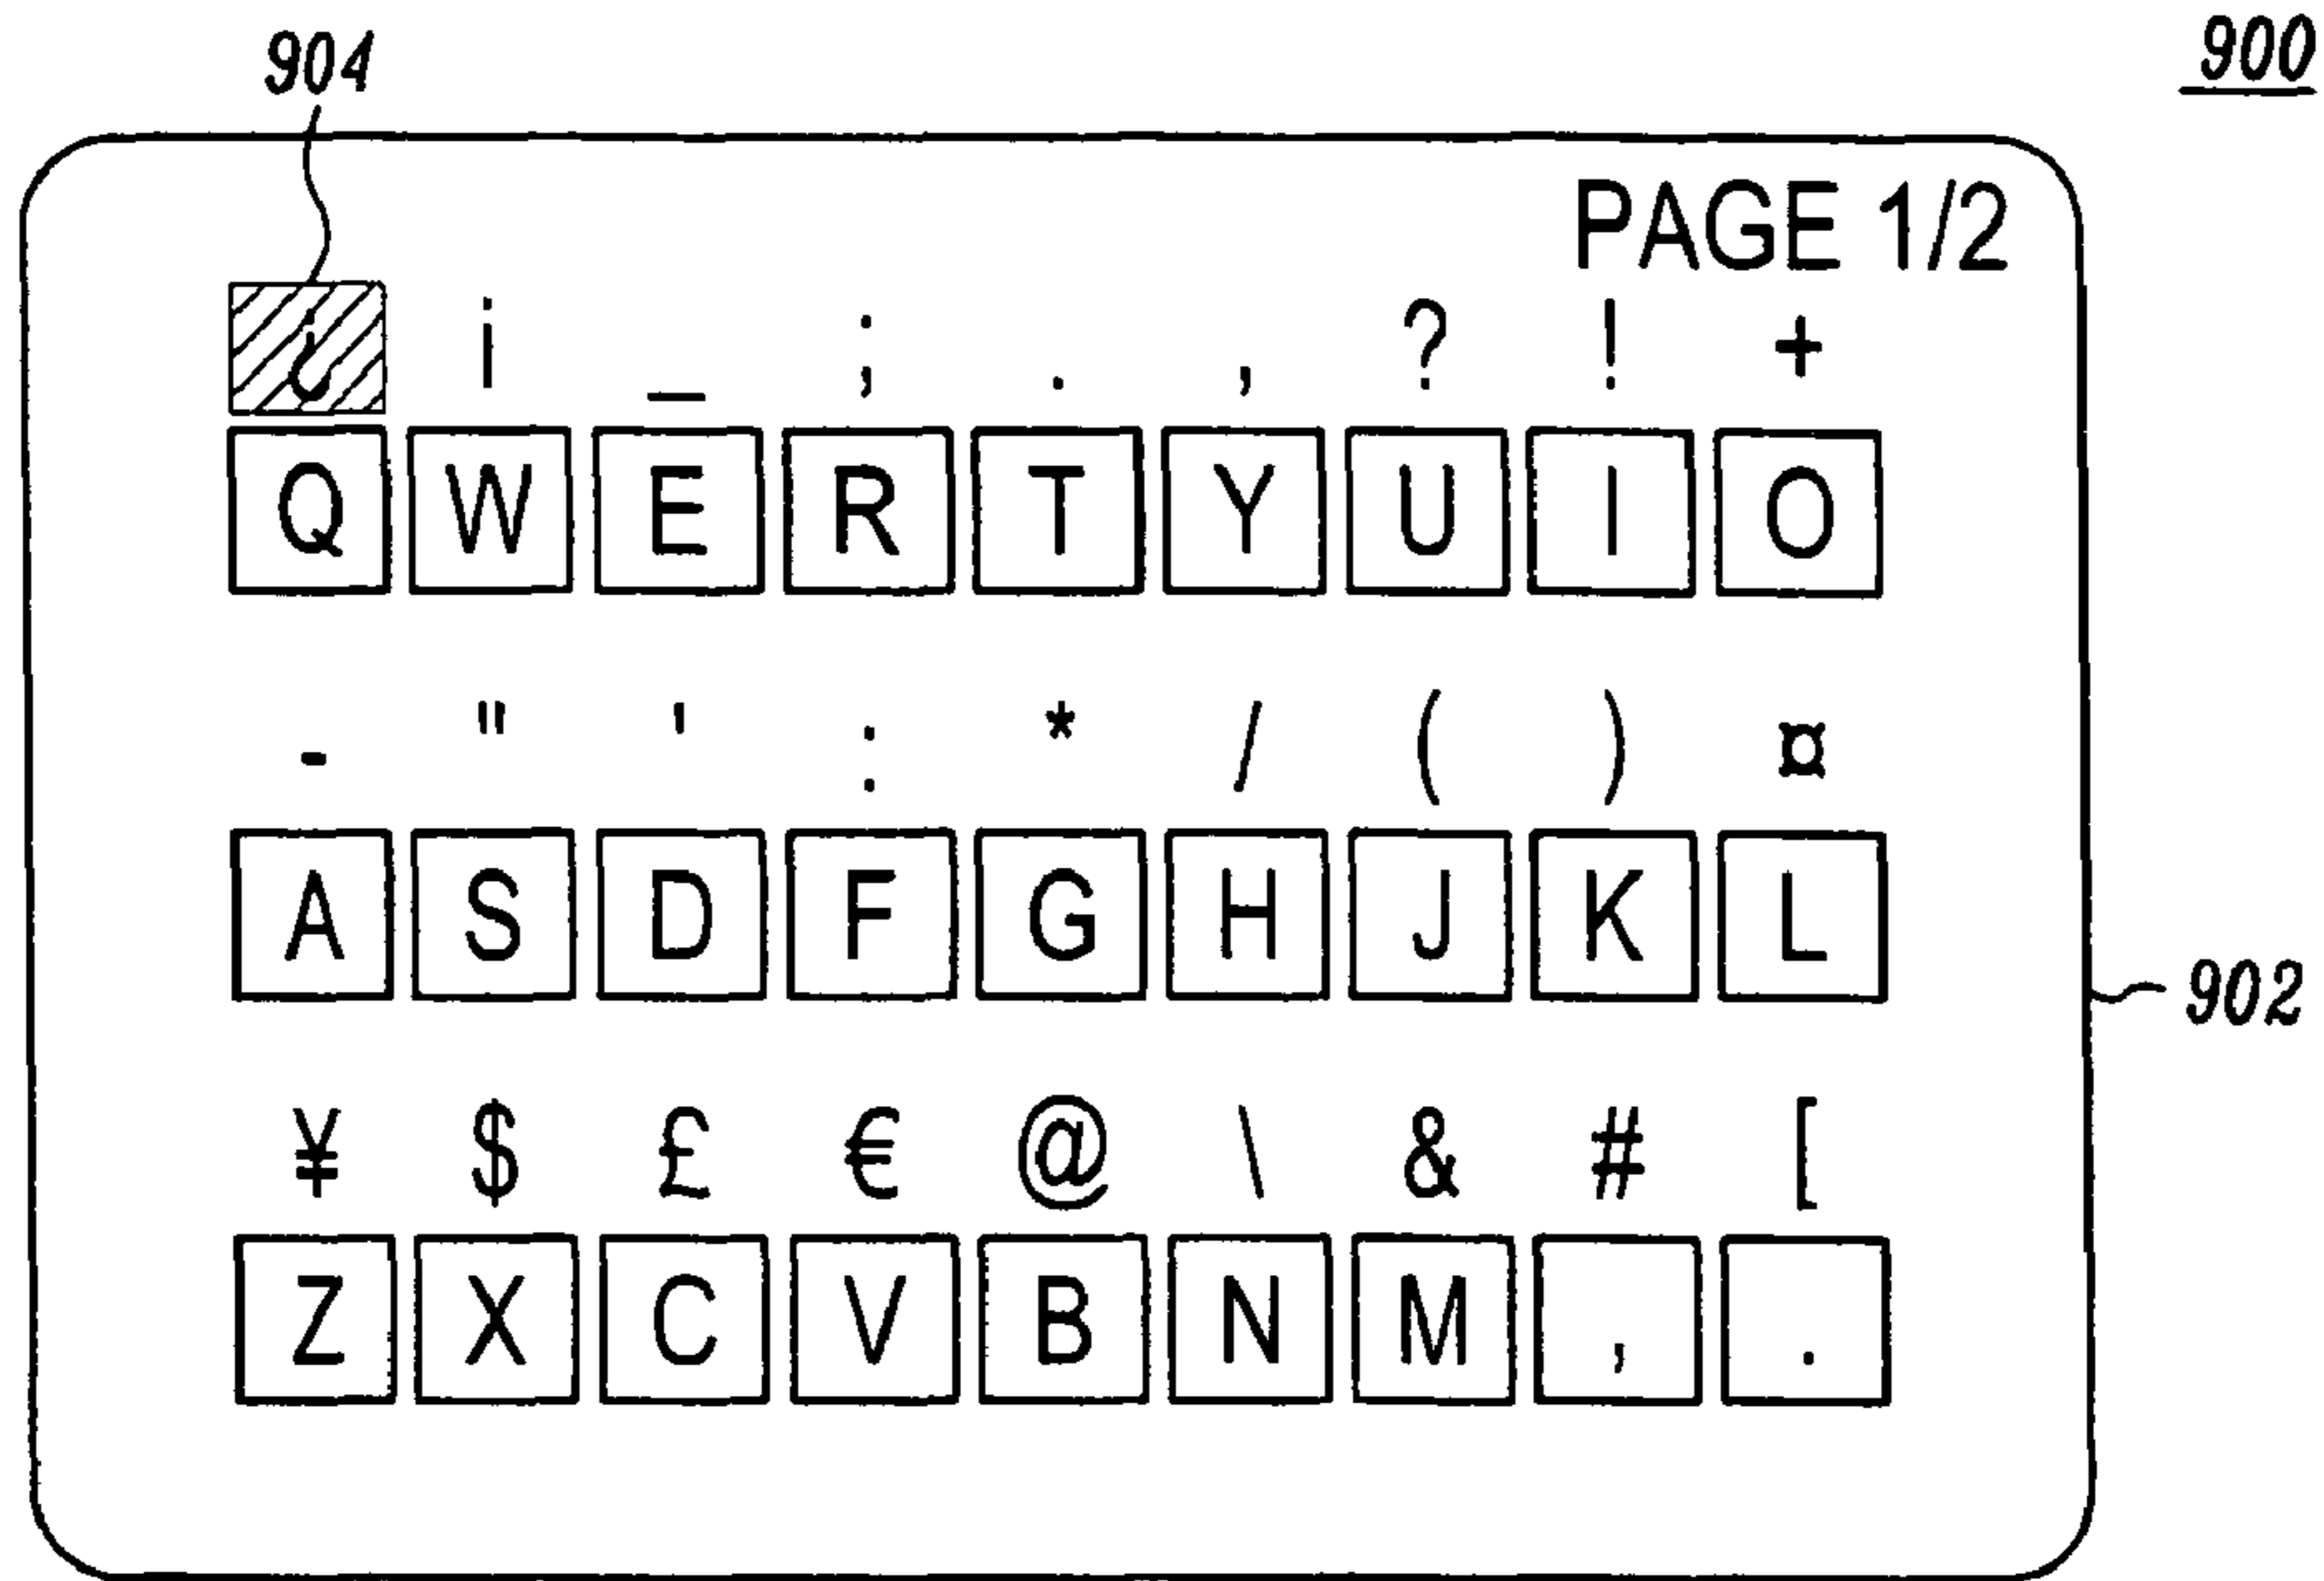 904
900
PAGE 1/2
¿ ¡ _ ; . , ? ! +
Q W E R T Y U I O
- " ' : * / ( ) ¤
A S D F G H J K L
902
¥ $ £ € @ \ & # [
Z X C V B N M , .